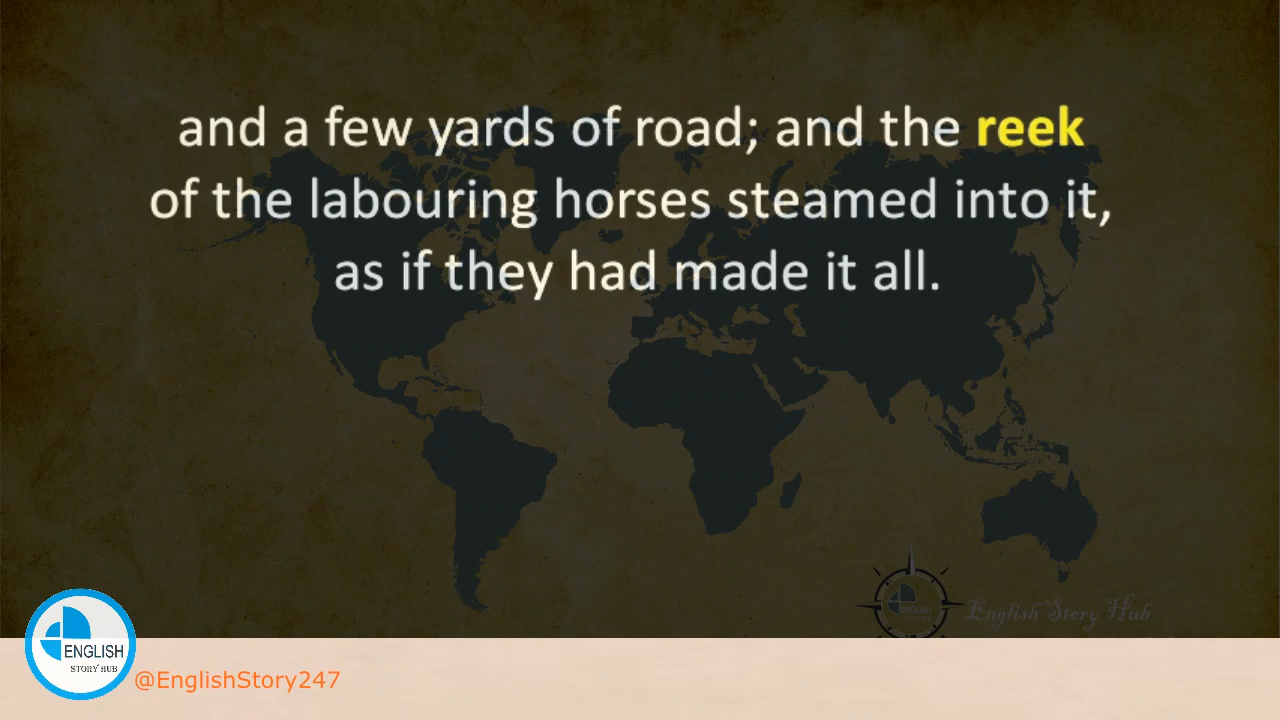 and a few yards of road; and the reek
of the labouring horses steamed into it,
as if they had made it all.
English Story Hub
ENGLISH
STORY HUB
@EnglishStory247